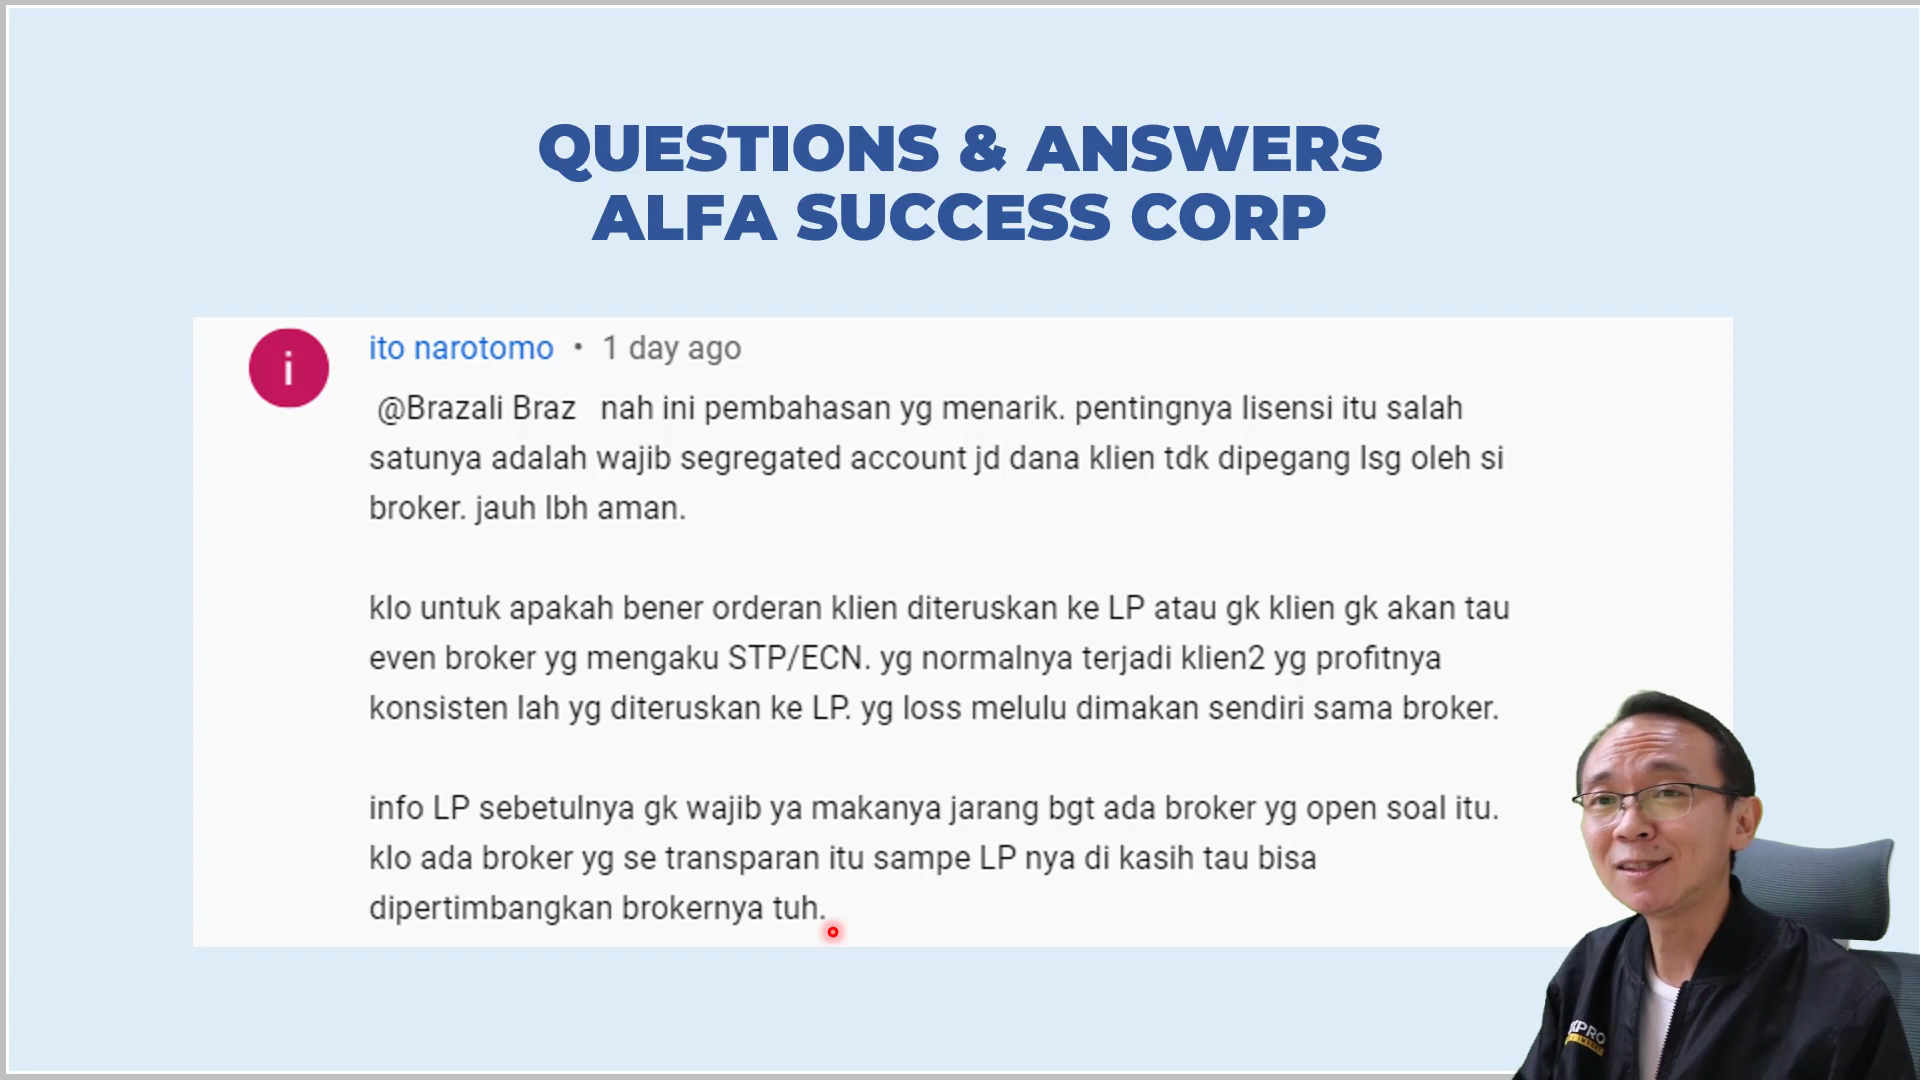 QUESTIONS & ANSWERS
ALFA SUCCESS CORP
i
ito narotomo • 1 day ago
@Brazali Braz nah ini pembahasan yg menarik. pentingnya lisensi itu salah
satunya adalah wajib segregated account jd dana klien tdk dipegang lsg oleh si
broker. jauh lbh aman.
klo untuk apakah bener orderan klien diteruskan ke LP atau gk klien gk akan tau
even broker yg mengaku STP/ECN. yg normalnya terjadi klien2 yg profitnya
konsisten lah yg diteruskan ke LP. yg loss melulu dimakan sendiri sama broker.
info LP sebetulnya gk wajib ya makanya jarang bgt ada broker yg open soal itu.
klo ada broker yg se transparan itu sampe LP nya di kasih tau bisa
dipertimbangkan brokernya tuh.